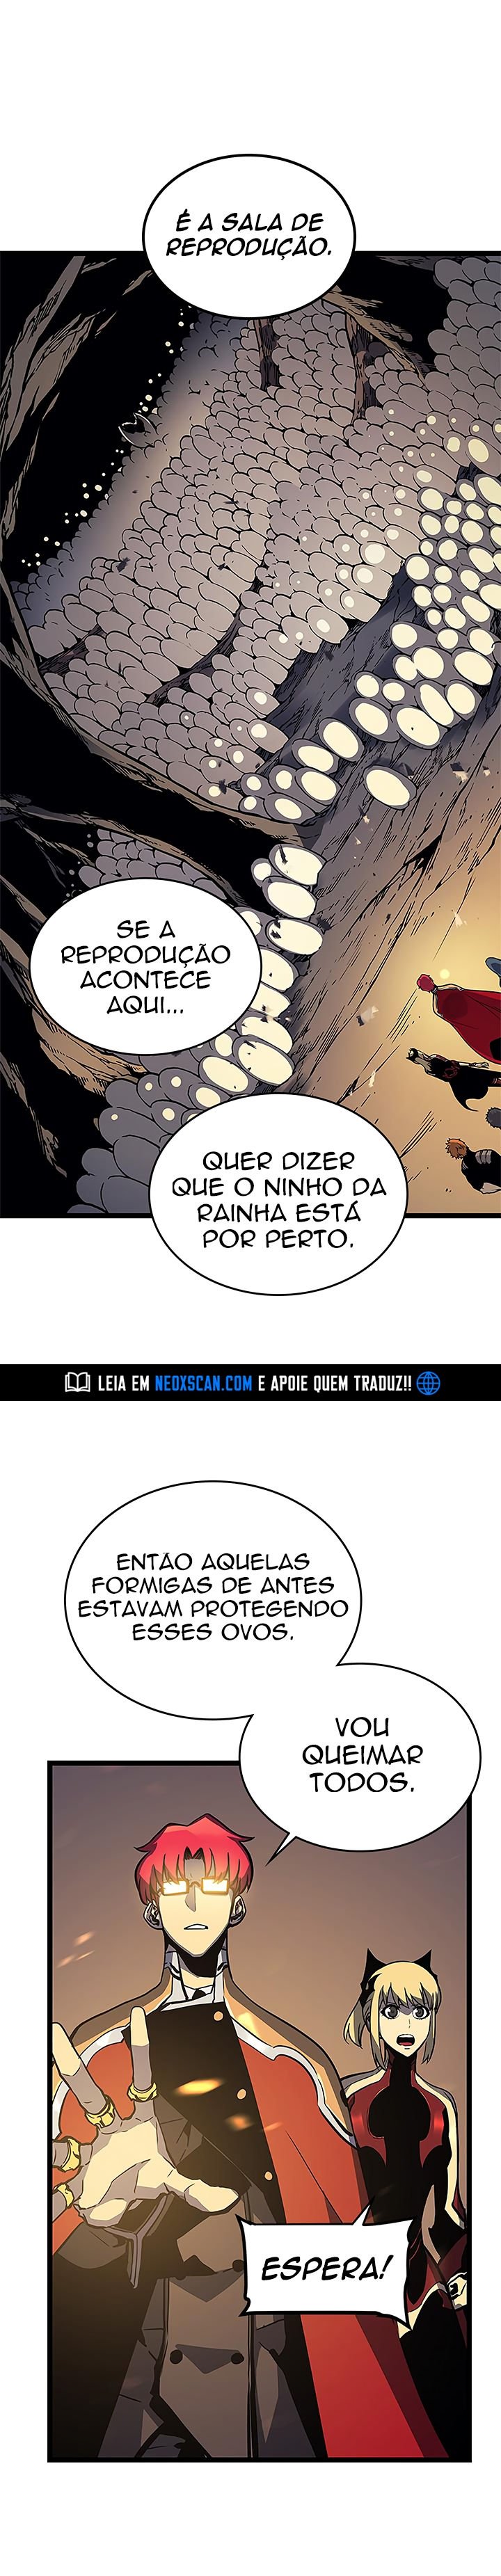 É A SALA DE
REPRODUÇÃO.
SE A
REPRODUÇÃO
ACONTECE
AQUI...
QUER DIZER
QUE O NINHO DA
RAINHA ESTÁ
POR PERTO.
LEIA EM NEOXSCAN.COM E APOIE QUEM TRADUZ!!
ENTÃO AQUELAS
FORMIGAS DE ANTES
ESTAVAM PROTEGENDO
ESSES OVOS.
VOU
QUEIMAR
TODOS.
ESPERA!